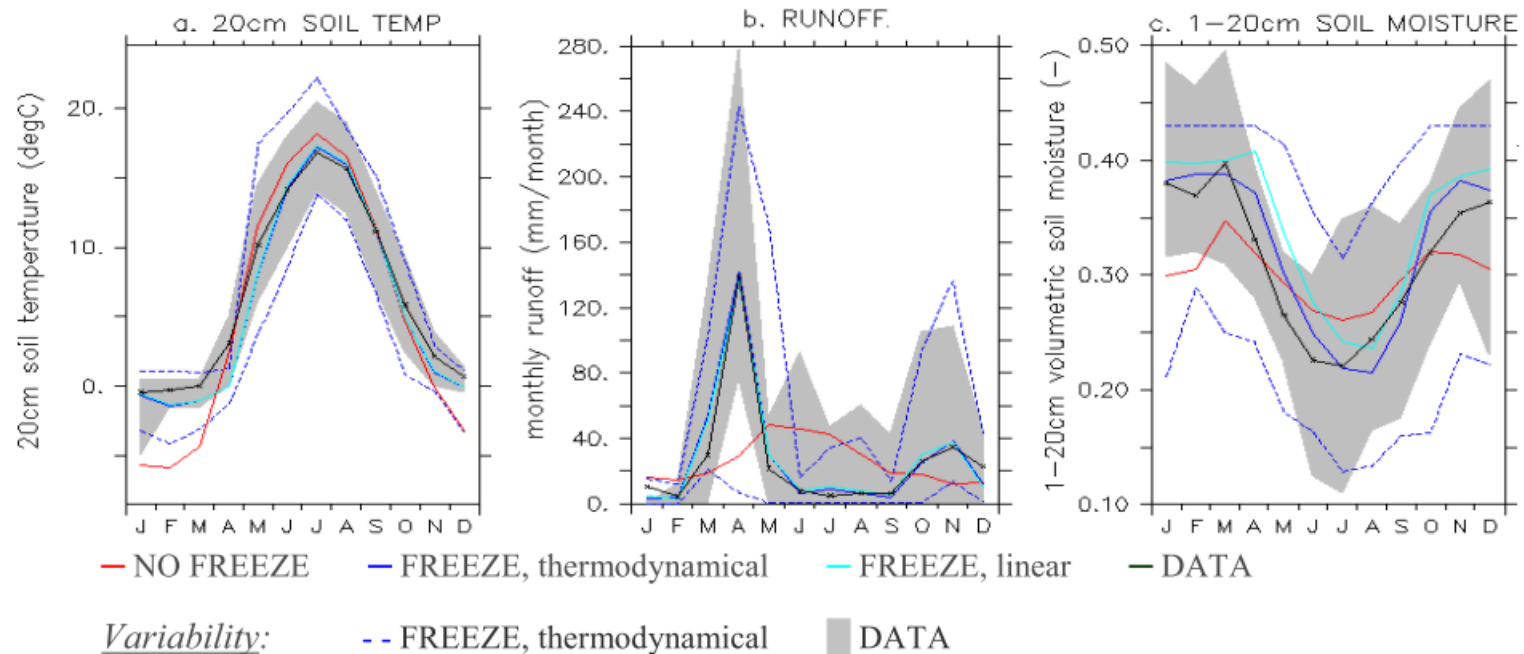 a. 20cm SOIL TEMP
b. RUNOFF.
c. 1−20cm SOIL MOISTURE
20cm soil temperature (degC)
20.
10.
0.
J F M A M J J A S O N D
monthly runoff (mm/month)
280.
240.
200.
160.
120.
80.
40.
0.
J F M A M J J A S O N D
1−20cm volumetric soil moisture (−)
0.50
0.40
0.30
0.20
0.10
J F M A M J J A S O N D
NO FREEZE
FREEZE, thermodynamical
FREEZE, linear
DATA
Variability:
FREEZE, thermodynamical
DATA